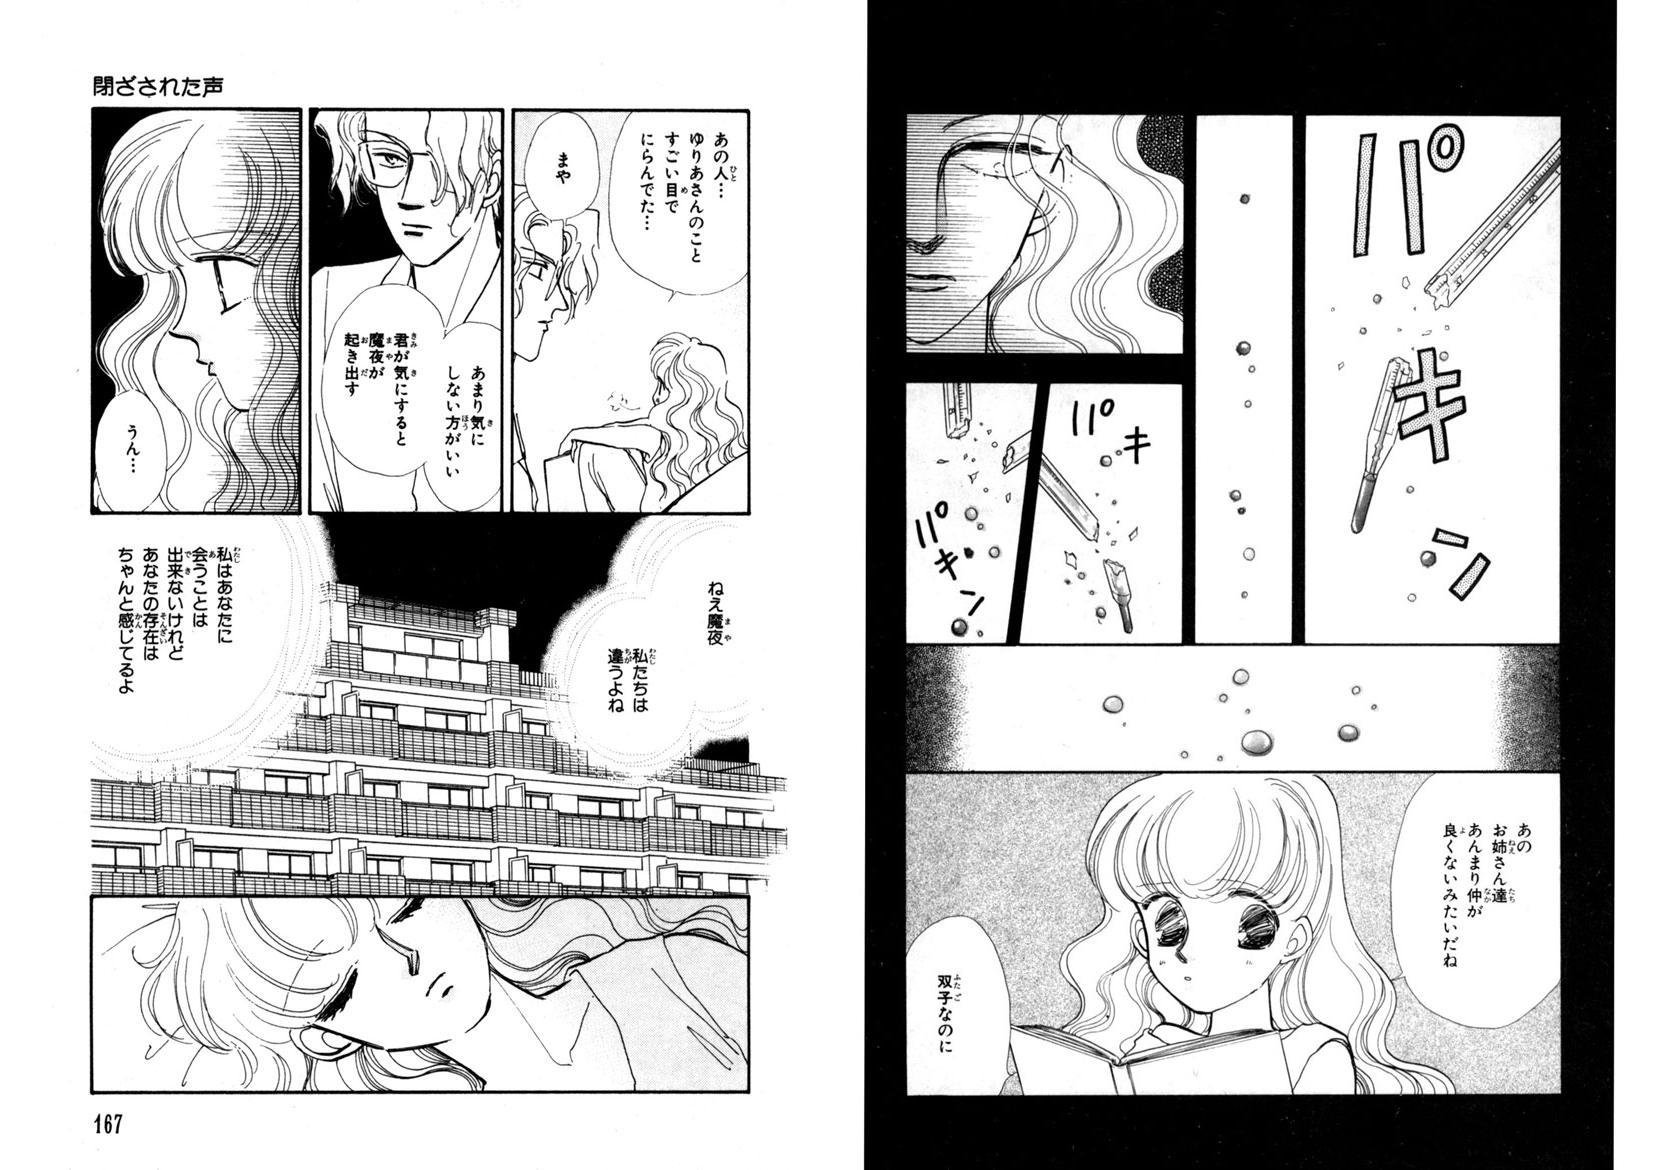 パキン
パキ
パキン
あの
お姉さん達
あんまり仲が
良くないみたいだね
双子なのに
閉ざされた声
あの人…
ゆりあさんのこと
すごい目で
にらんでた…
まや
あまり気に
しない方がいい
君が気にすると
魔夜が
起き出す
うん…
ねえ魔夜
私たちは
違うよね
私はあなたに
会うことは
出来ないけれど
あなたの存在は
ちゃんと感じてるよ
167